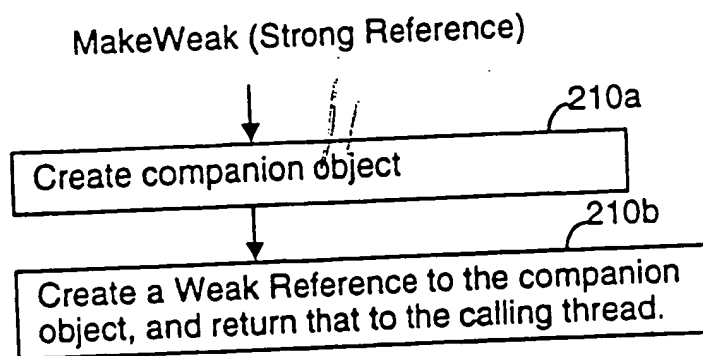 MakeWeak (Strong Reference)
210a
Create companion object
210b
Create a Weak Reference to the companion
object, and return that to the calling thread.